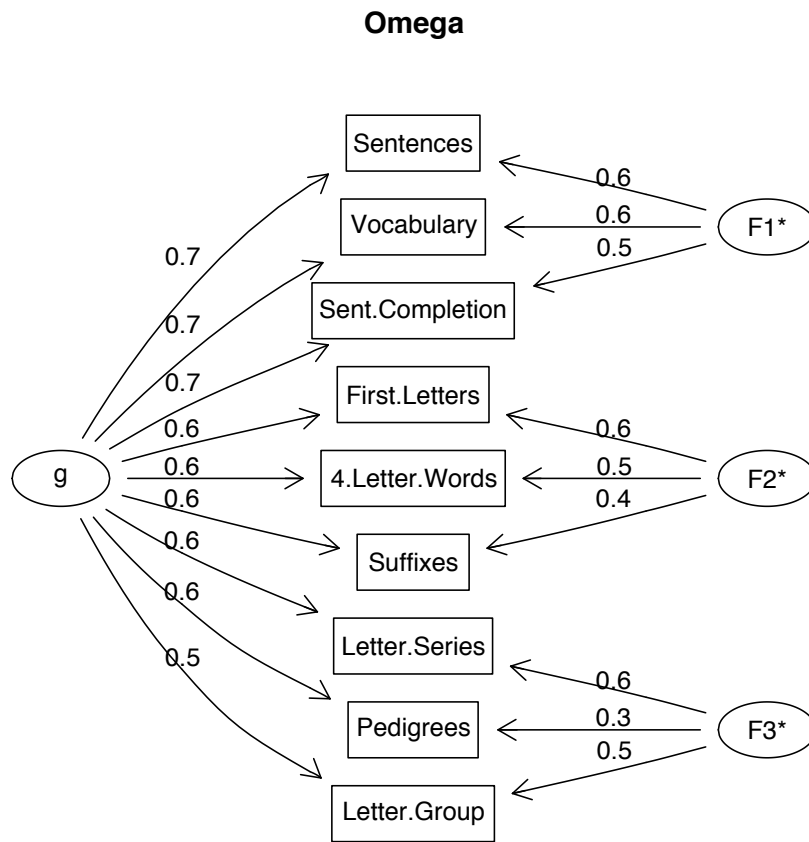 Omega
Sentences
Vocabulary
Sent.Completion
First.Letters
4.Letter.Words
Suffixes
Letter.Series
Pedigrees
Letter.Group
g
0.7
0.7
0.7
0.6
0.6
0.6
0.6
0.6
0.5
F1*
0.6
0.6
0.5
F2*
0.6
0.5
0.4
F3*
0.6
0.3
0.5